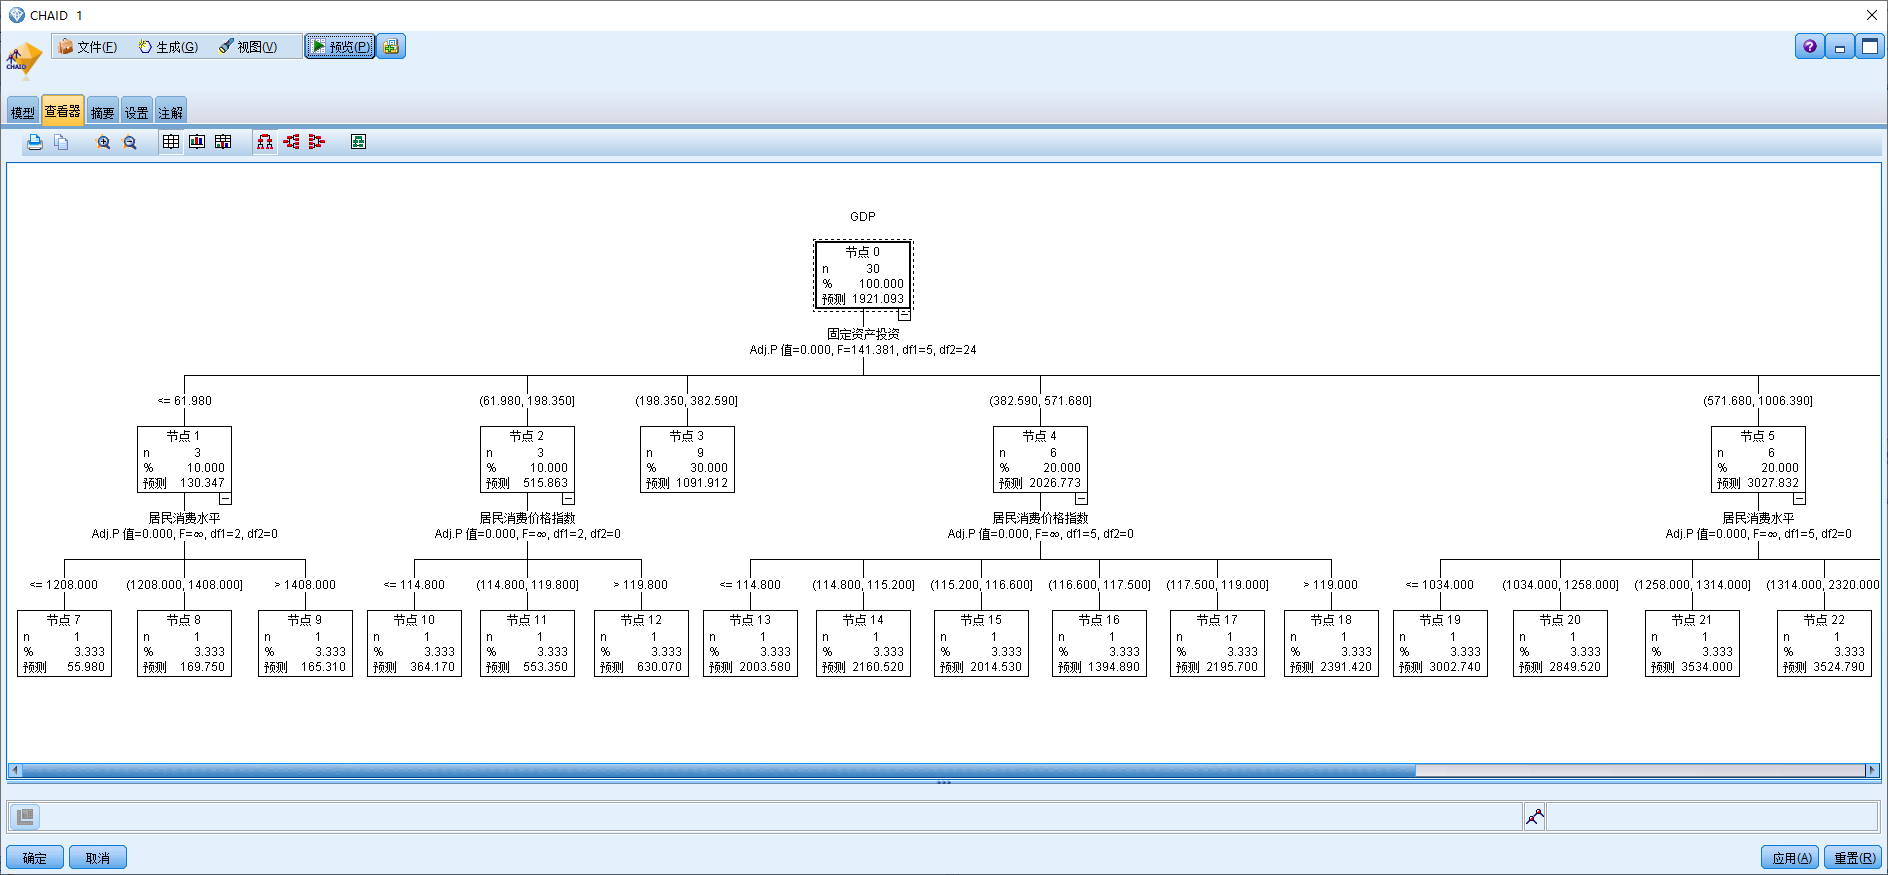 CHAID 1
文件(F) 生成(G) 视图(V) 预览(P)
CHAID
模型 查看器 摘要 设置 注解
GDP
节点 0
n 30
% 100.000
预测 1921.093
固定资产投资
Adj.P 值=0.000, F=141.381, df1=5, df2=24
<= 61.980 (61.980, 198.350] (198.350, 382.590] (382.590, 571.680] (571.680, 1006.390]
节点 1 节点 2 节点 3 节点 4 节点 5
n 3 n 3 n 9 n 6 n 6
% 10.000 % 10.000 % 30.000 % 20.000 % 20.000
预测 130.347 预测 515.863 预测 1091.912 预测 2026.773 预测 3027.832
居民消费水平 居民消费价格指数 居民消费价格指数 居民消费水平
Adj.P 值=0.000, F=∞, df1=2, df2=0 Adj.P 值=0.000, F=∞, df1=2, df2=0 Adj.P 值=0.000, F=∞, df1=5, df2=0 Adj.P 值=0.000, F=∞, df1=5, df2=0
<= 1208.000 (1208.000, 1408.000] > 1408.000 <= 114.800 (114.800, 119.800] > 119.800 <= 114.800 (114.800, 115.200] (115.200, 116.600] (116.600, 117.500] (117.500, 119.000] > 119.000 <= 1034.000 (1034.000, 1258.000] (1258.000, 1314.000] (1314.000, 2320.000
节点 7 节点 8 节点 9 节点 10 节点 11 节点 12 节点 13 节点 14 节点 15 节点 16 节点 17 节点 18 节点 19 节点 20 节点 21 节点 22
n 1 n 1 n 1 n 1 n 1 n 1 n 1 n 1 n 1 n 1 n 1 n 1 n 1 n 1 n 1 n 1
% 3.333 % 3.333 % 3.333 % 3.333 % 3.333 % 3.333 % 3.333 % 3.333 % 3.333 % 3.333 % 3.333 % 3.333 % 3.333 % 3.333 % 3.333 % 3.333
预测 55.980 预测 169.750 预测 165.310 预测 364.170 预测 553.350 预测 630.070 预测 2003.580 预测 2160.520 预测 2014.530 预测 1394.890 预测 2195.700 预测 2391.420 预测 3002.740 预测 2849.520 预测 3534.000 预测 3524.790
确定 取消 应用(A) 重置(R)